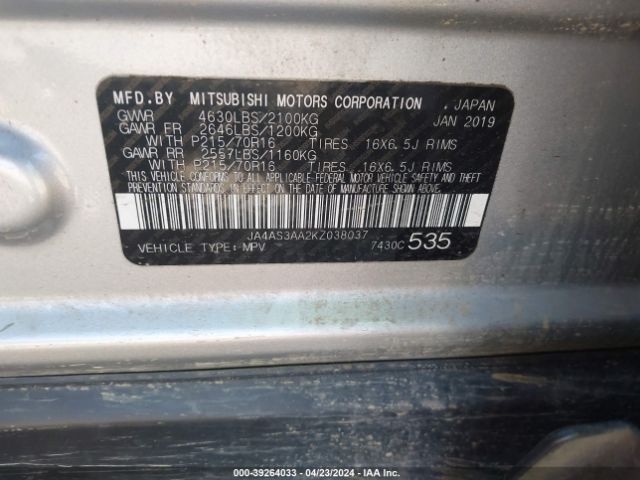 MFD.BY MITSUBISHI MOTORS CORPORATION , JAPAN
GVWR 4630LBS/2100KG JAN 2019
GAWR FR 2646LBS/1200KG
WITH P215/70R16 TIRES 16X6.5J RIMS
GAWR RR 2557LBS/1160KG
WITH P215/70R16 TIRES 16X6.5J RIMS
THIS VEHICLE CONFORMS TO ALL APPLICABLE FEDERAL MOTOR VEHICLE SAFETY AND THEFT
PREVENTION STANDARDS IN EFFECT ON THE DATE OF MANUFACTURE SHOWN ABOVE.
JA4AS3AA2KZ038037
VEHICLE TYPE: MPV 7430C 535
000-39264033 - 04/23/2024 - IAA Inc.